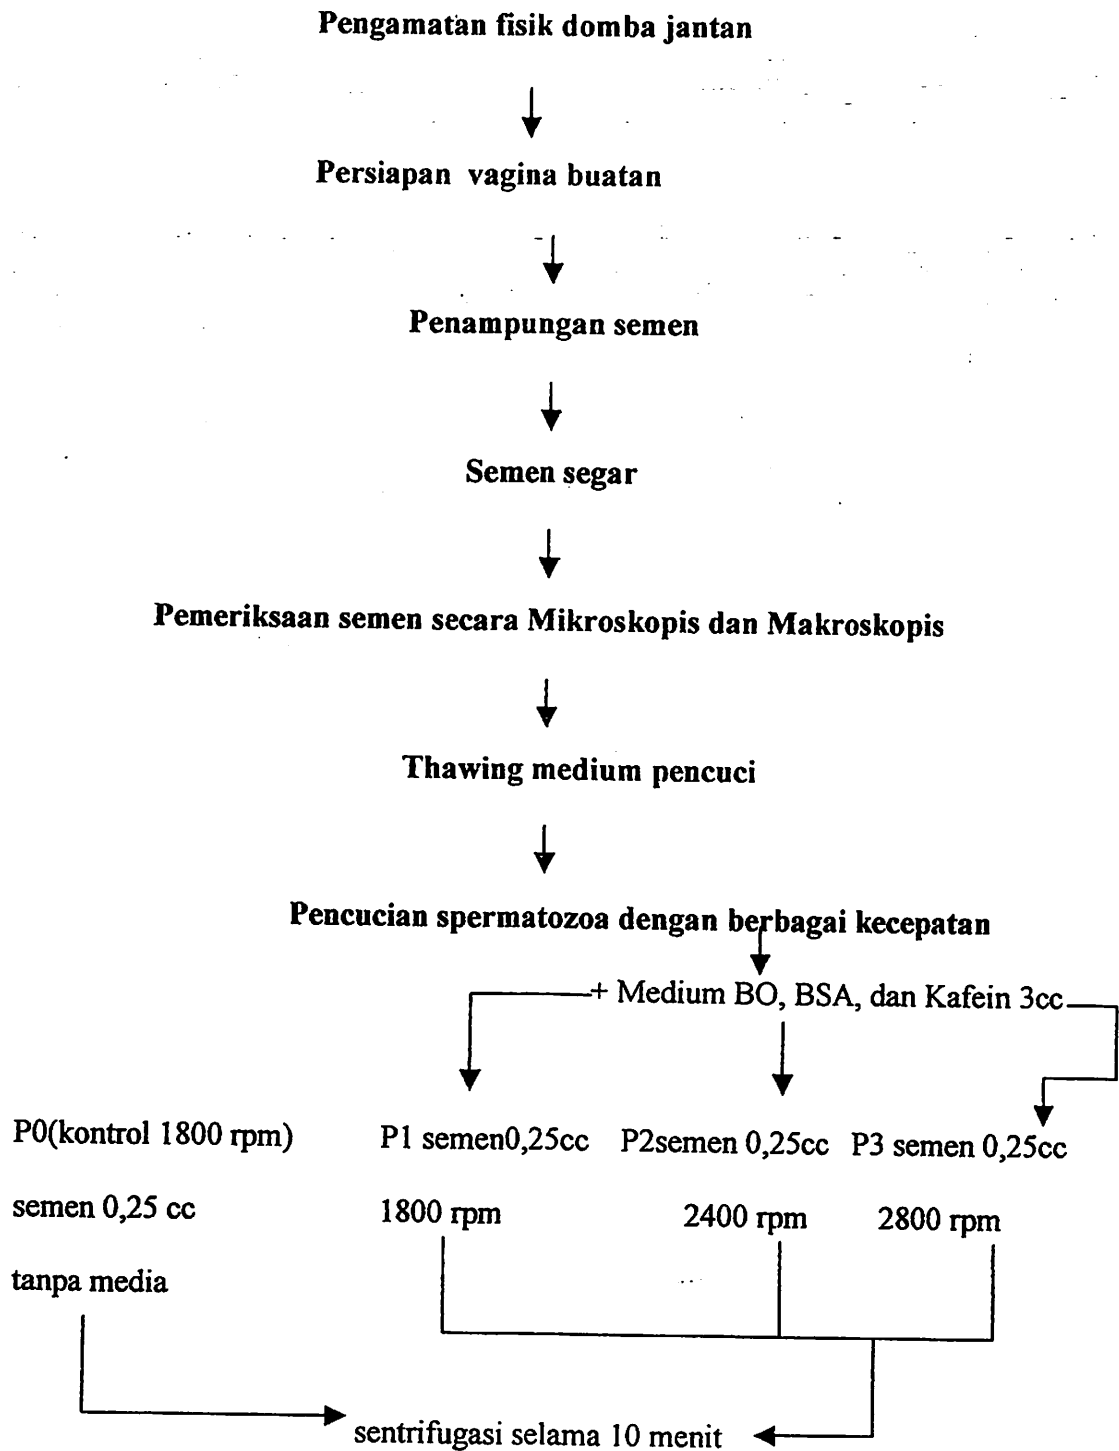 Pengamatan fisik domba jantan
Persiapan vagina buatan
Penampungan semen
Semen segar
Pemeriksaan semen secara Mikroskopis dan Makroskopis
Thawing medium pencuci
Pencucian spermatozoa dengan berbagai kecepatan
+ Medium BO, BSA, dan Kafein 3cc
P0(kontrol 1800 rpm) P1 semen0,25cc P2semen 0,25cc P3 semen 0,25cc
semen 0,25 cc 1800 rpm 2400 rpm 2800 rpm
tanpa media
sentrifugasi selama 10 menit